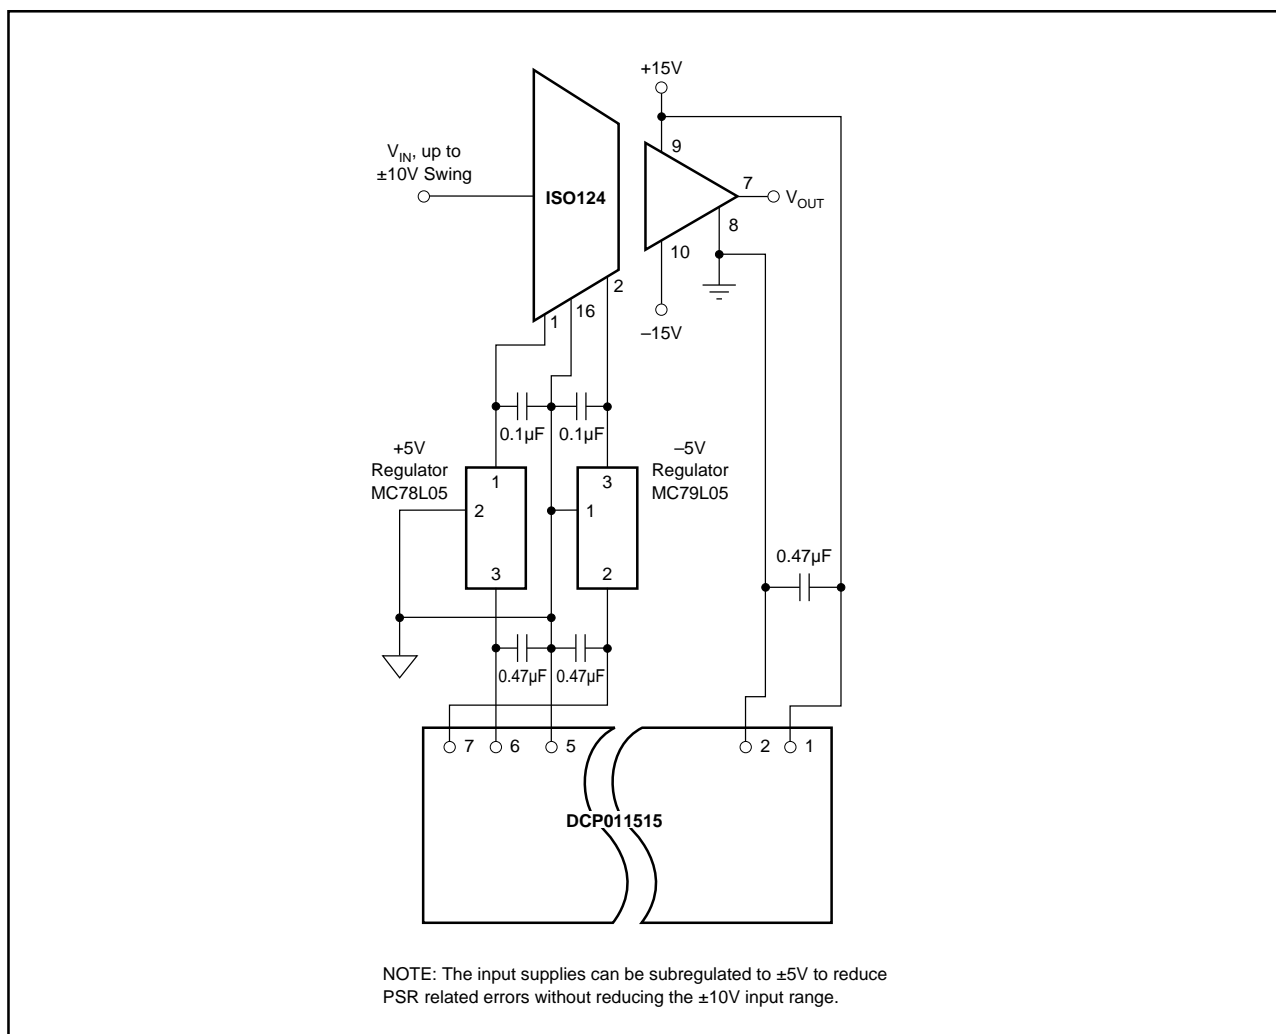 +15V
9
V_IN, up to
±10V Swing
ISO124
7
V_OUT
8
10
2
16
1
–15V
0.1µF 0.1µF
+5V
Regulator
MC78L05
–5V
Regulator
MC79L05
1
3
2
1
3
2
0.47µF
0.47µF 0.47µF
7 6 5 2 1
DCP011515
NOTE: The input supplies can be subregulated to ±5V to reduce
PSR related errors without reducing the ±10V input range.